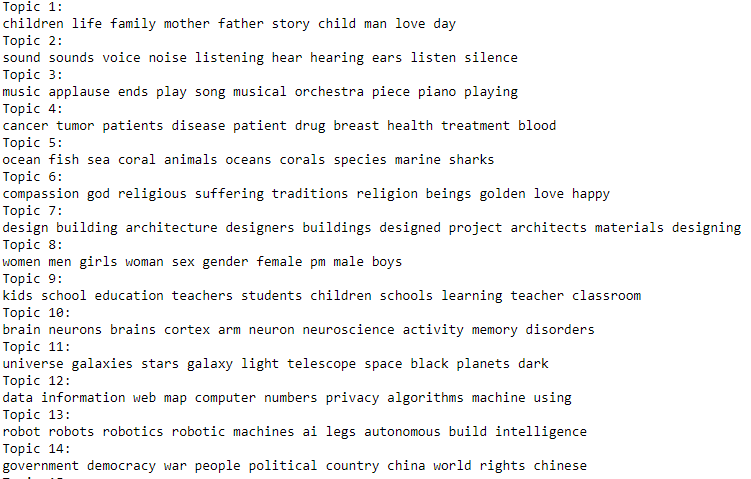 Topic 1:
children life family mother father story child man love day
Topic 2:
sound sounds voice noise listening hear hearing ears listen silence
Topic 3:
music applause ends play song musical orchestra piece piano playing
Topic 4:
cancer tumor patients disease patient drug breast health treatment blood
Topic 5:
ocean fish sea coral animals oceans corals species marine sharks
Topic 6:
compassion god religious suffering traditions religion beings golden love happy
Topic 7:
design building architecture designers buildings designed project architects materials designing
Topic 8:
women men girls woman sex gender female pm male boys
Topic 9:
kids school education teachers students children schools learning teacher classroom
Topic 10:
brain neurons brains cortex arm neuron neuroscience activity memory disorders
Topic 11:
universe galaxies stars galaxy light telescope space black planets dark
Topic 12:
data information web map computer numbers privacy algorithms machine using
Topic 13:
robot robots robotics robotic machines ai legs autonomous build intelligence
Topic 14:
government democracy war people political country china world rights chinese